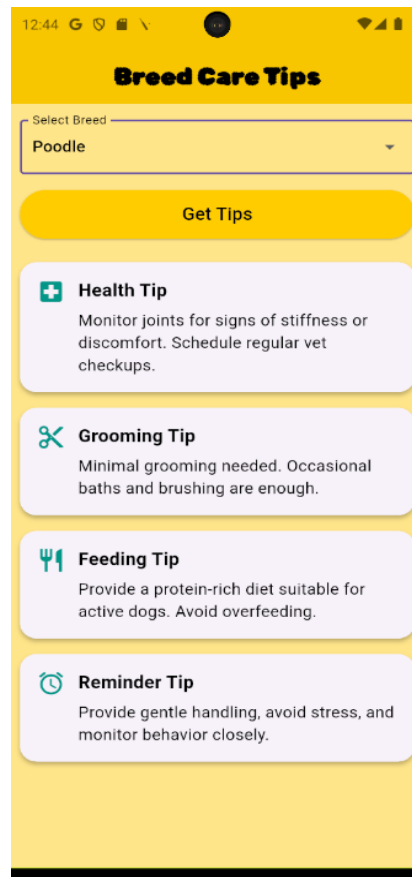 12:44 G
Breed Care Tips
Select Breed
Poodle
Get Tips
Health Tip
Monitor joints for signs of stiffness or
discomfort. Schedule regular vet
checkups.
Grooming Tip
Minimal grooming needed. Occasional
baths and brushing are enough.
Feeding Tip
Provide a protein-rich diet suitable for
active dogs. Avoid overfeeding.
Reminder Tip
Provide gentle handling, avoid stress, and
monitor behavior closely.